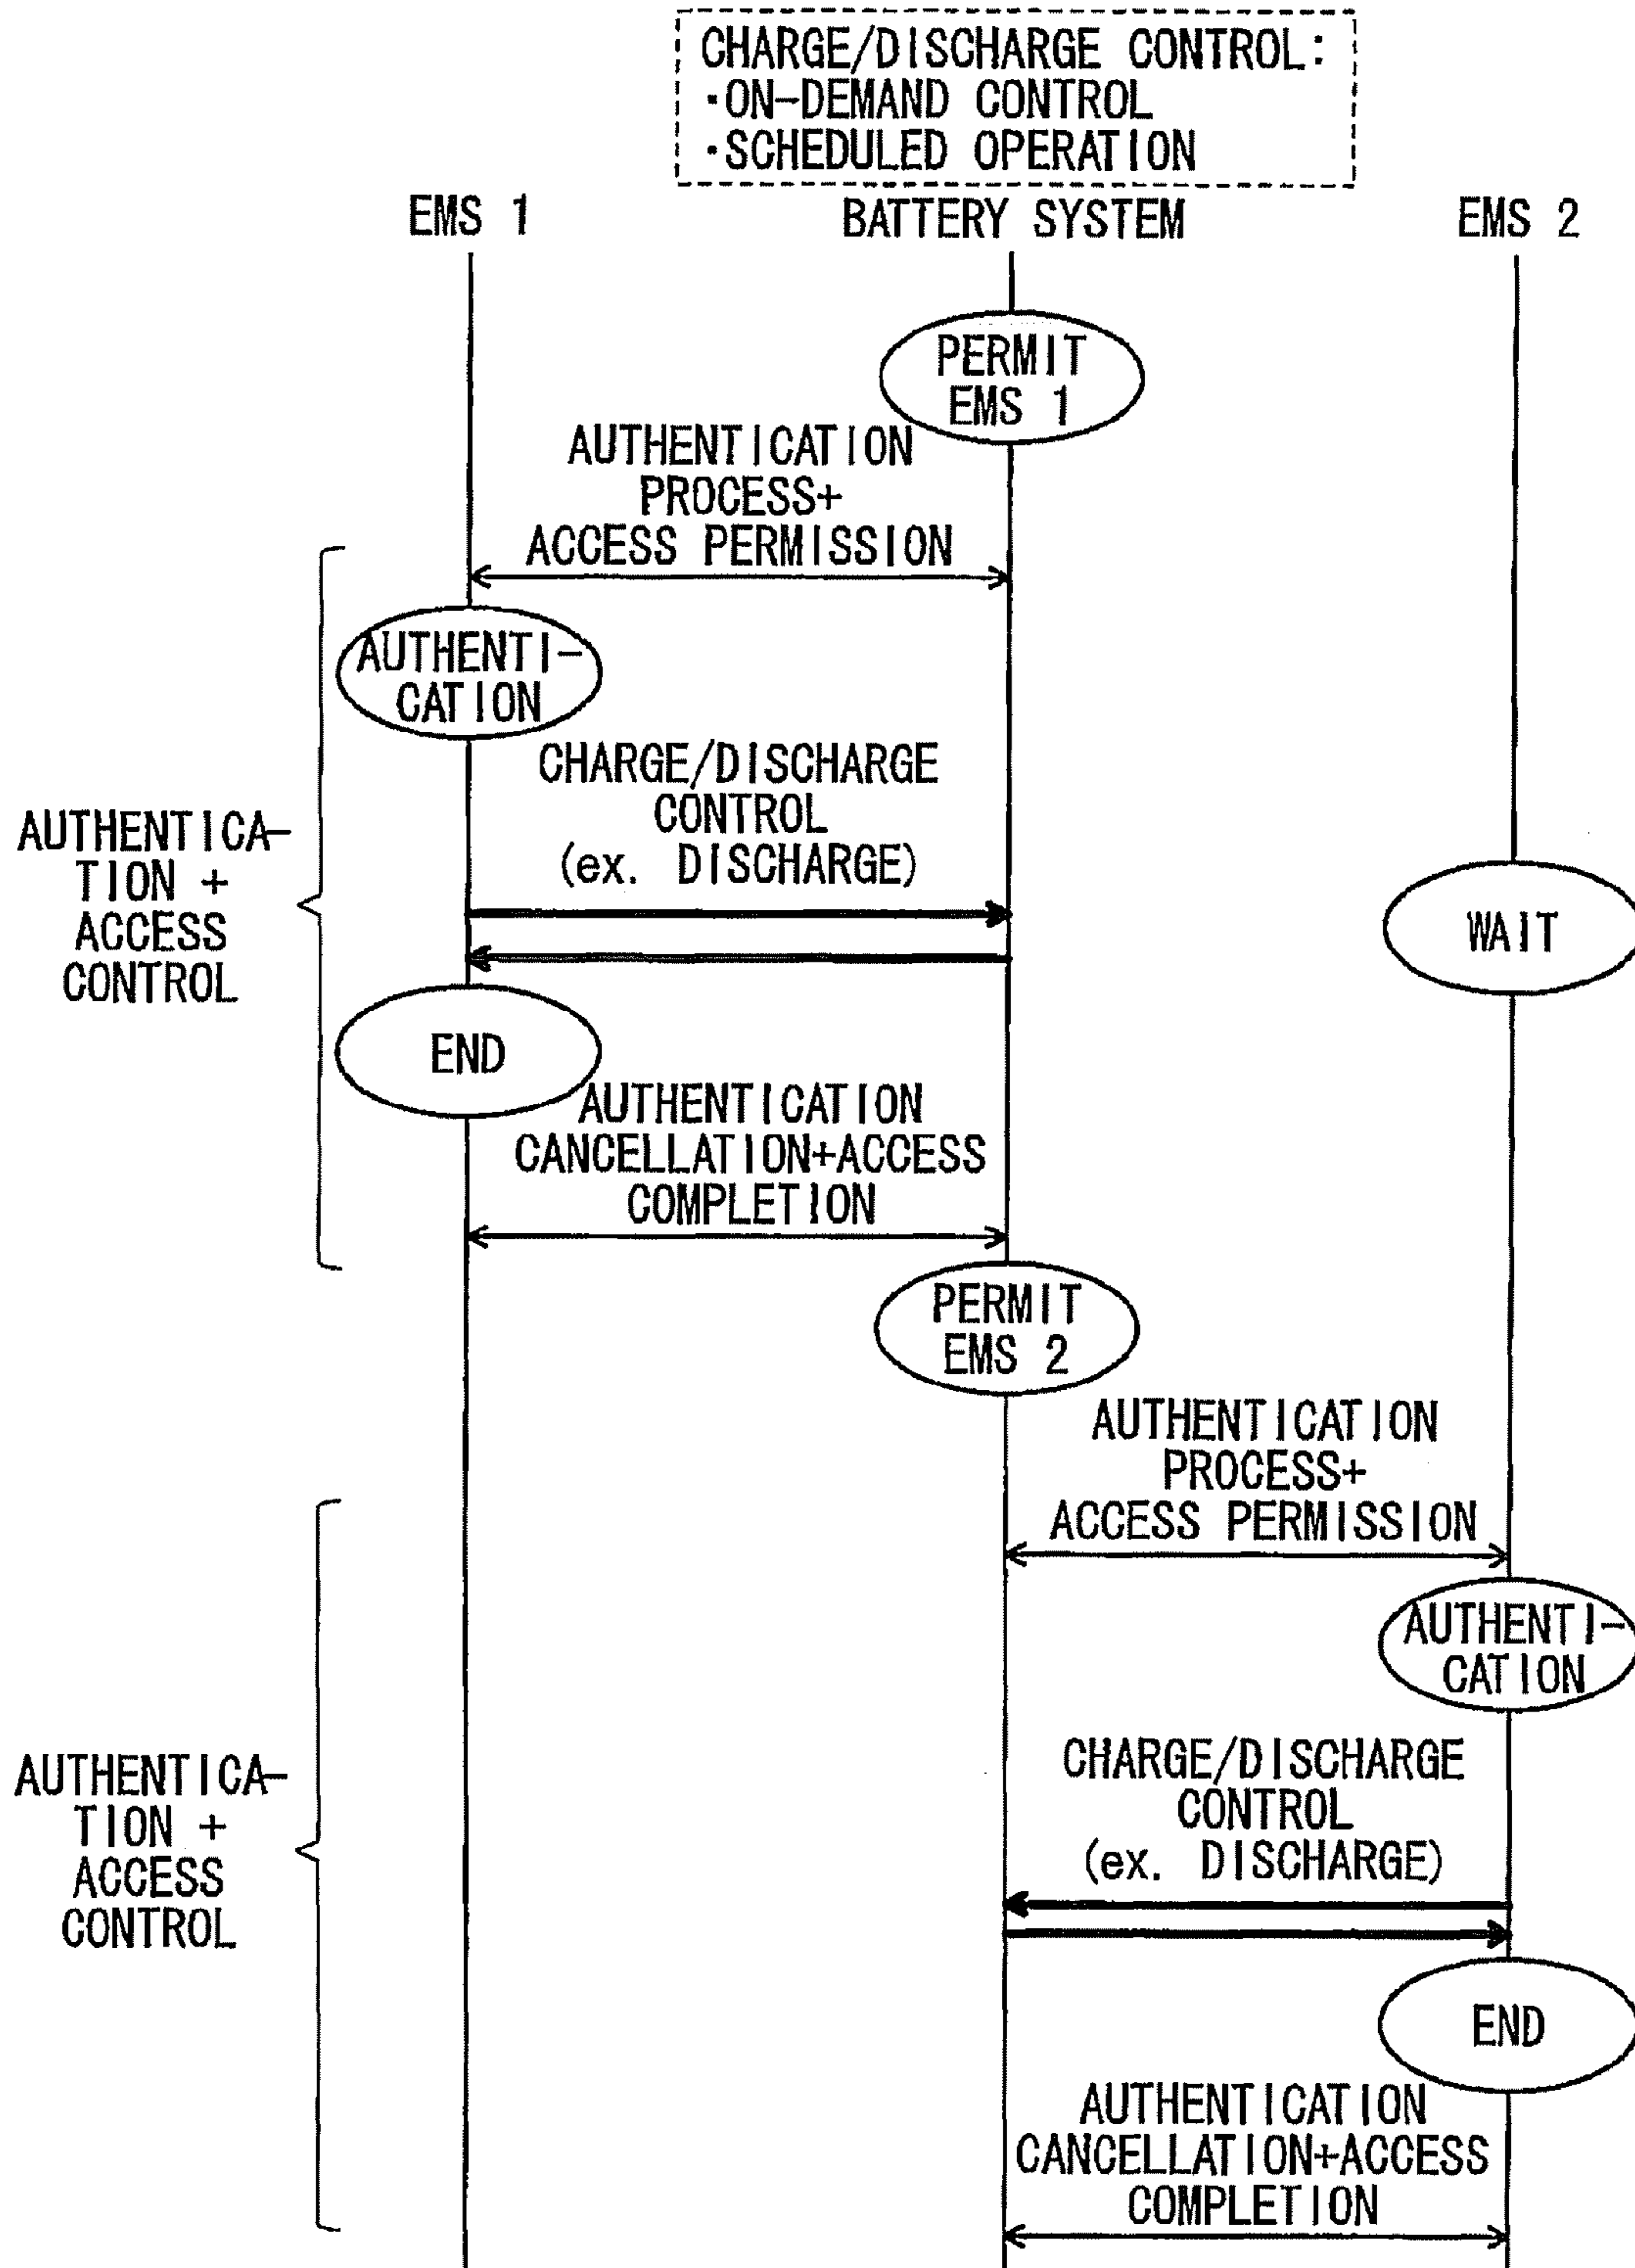 CHARGE/DISCHARGE CONTROL:
・ON-DEMAND CONTROL
・SCHEDULED OPERATION
EMS 1
BATTERY SYSTEM
EMS 2
PERMIT
EMS 1
AUTHENTICATION
PROCESS+
ACCESS PERMISSION
AUTHENTI-
CATION
CHARGE/DISCHARGE
CONTROL
(ex. DISCHARGE)
AUTHENTICA-
TION +
ACCESS
CONTROL
WAIT
END
AUTHENTICATION
CANCELLATION+ACCESS
COMPLETION
PERMIT
EMS 2
AUTHENTICATION
PROCESS+
ACCESS PERMISSION
AUTHENTI-
CATION
CHARGE/DISCHARGE
CONTROL
(ex. DISCHARGE)
AUTHENTICA-
TION +
ACCESS
CONTROL
END
AUTHENTICATION
CANCELLATION+ACCESS
COMPLETION